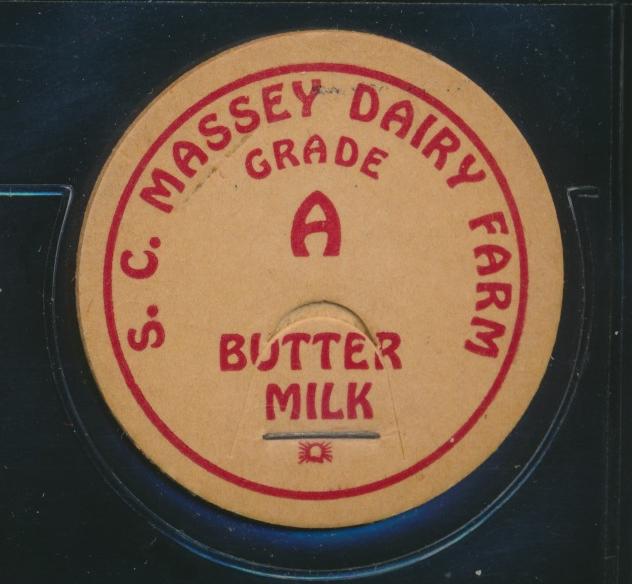 S. C. MASSEY DAIRY FARM
GRADE
A
BUTTER
MILK